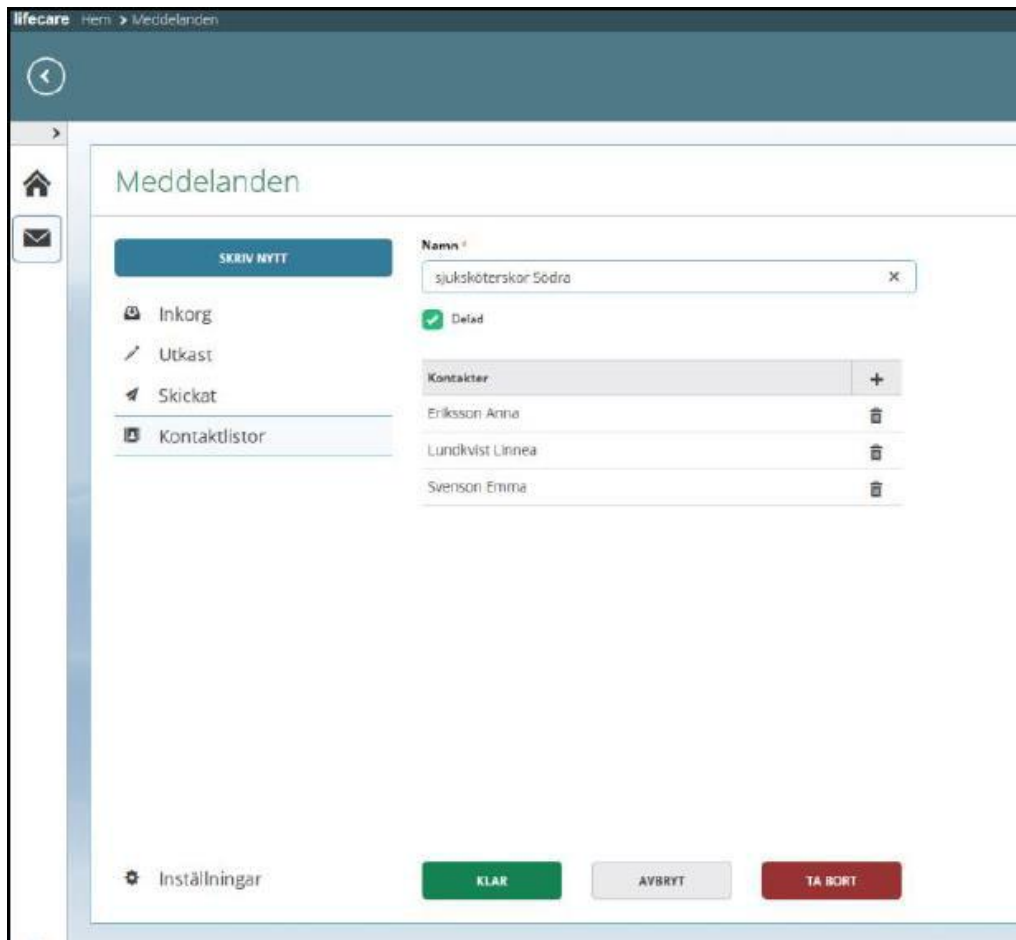 lifecare Hem > Meddelanden
Meddelanden
SKRIV NYTT
Inkorg
Utkast
Skickat
Kontaktlistor
Inställningar
Namn *
sjuksköterskor Södra
Delad
Kontakter
Eriksson Anna
Lundkvist Linnea
Svenson Emma
KLAR
AVBRYT
TA BORT